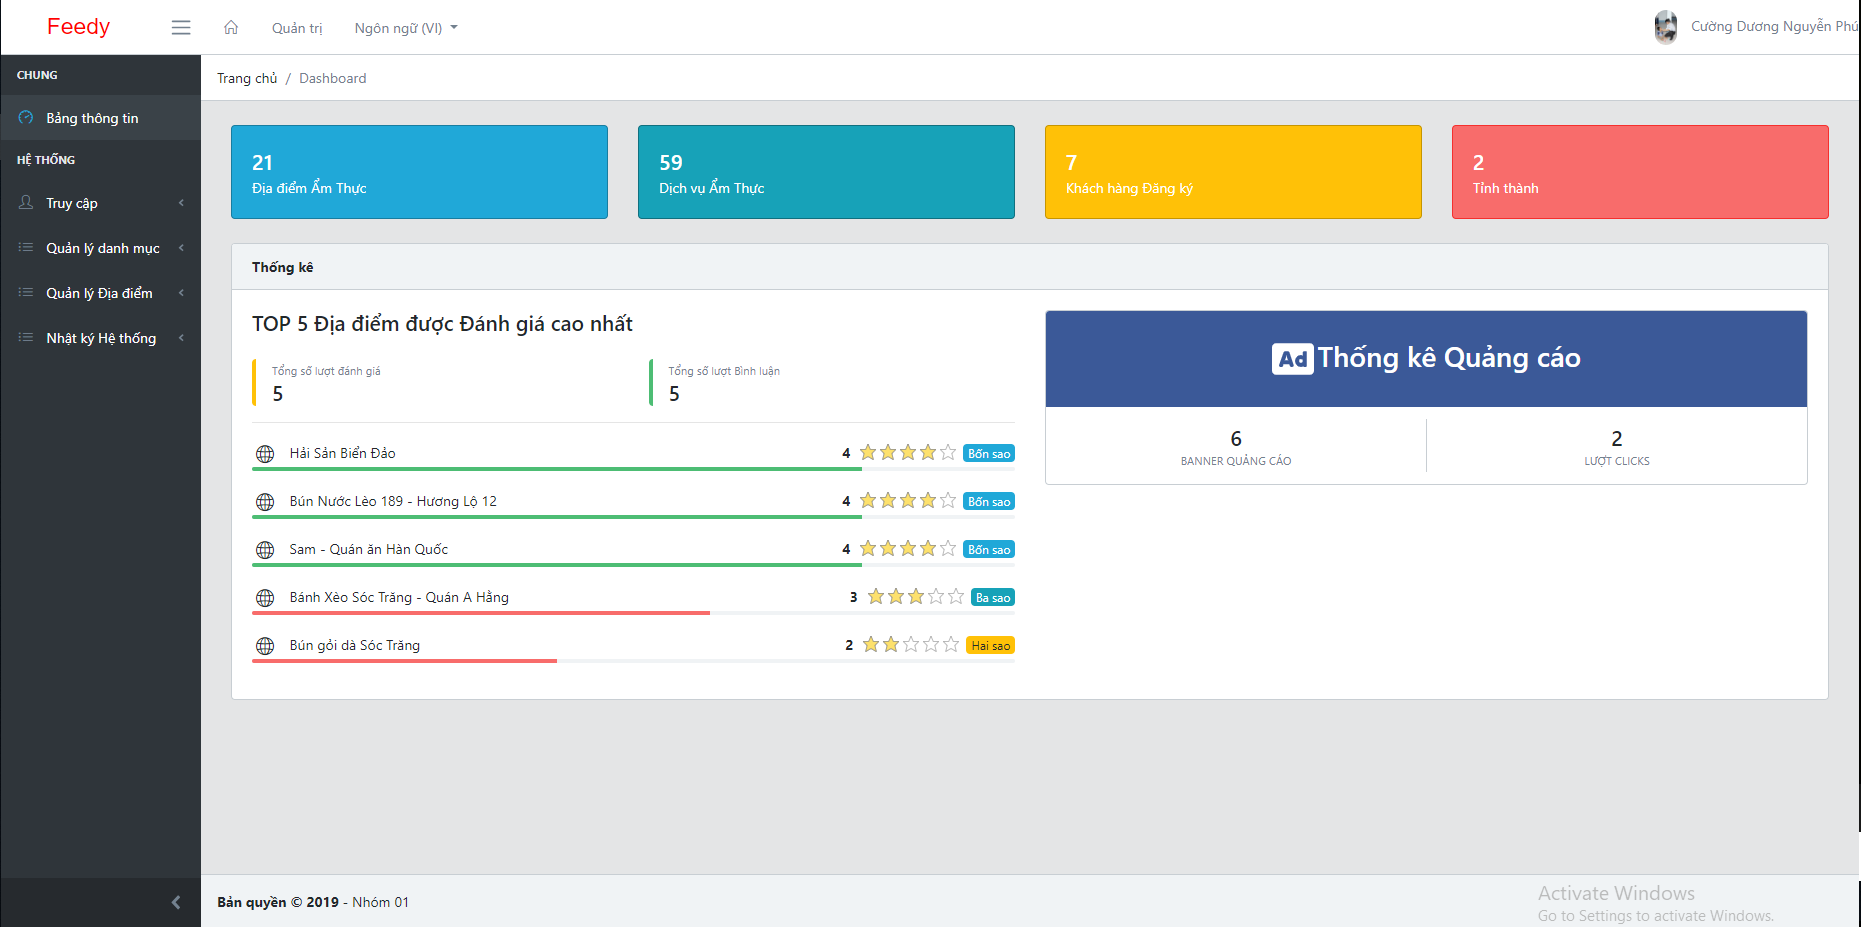 Feedy
Quản trị
Ngôn ngữ (VI)
Cường Dương Nguyễn Phú
CHUNG
Bảng thông tin
HỆ THỐNG
Truy cập
Quản lý danh mục
Quản lý Địa điểm
Nhật ký Hệ thống
Trang chủ / Dashboard
21
Địa điểm Ẩm Thực
59
Dịch vụ Ẩm Thực
7
Khách hàng Đăng ký
2
Tỉnh thành
Thống kê
TOP 5 Địa điểm được Đánh giá cao nhất
Tổng số lượt đánh giá
5
Tổng số lượt Bình luận
5
Hải Sản Biển Đảo 4 Bốn sao
Bún Nước Lèo 189 - Hương Lộ 12 4 Bốn sao
Sam - Quán ăn Hàn Quốc 4 Bốn sao
Bánh Xèo Sóc Trăng - Quán A Hằng 3 Ba sao
Bún gỏi dà Sóc Trăng 2 Hai sao
Ad Thống kê Quảng cáo
6
BANNER QUẢNG CÁO
2
LƯỢT CLICKS
Bản quyền © 2019 - Nhóm 01
Activate Windows
Go to Settings to activate Windows.